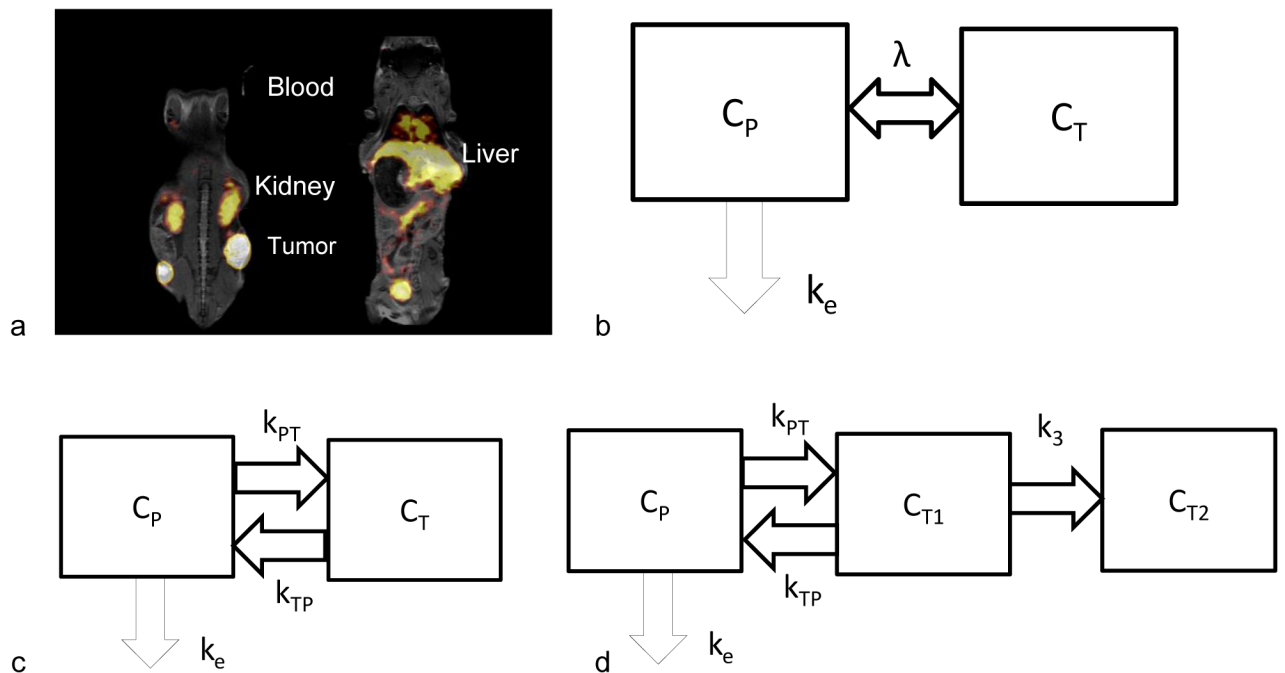 Blood
Kidney
Tumor
Liver
a
C_P
λ
C_T
k_e
b
k_PT
C_P
C_T
k_TP
k_e
c
k_PT
k_3
C_P
C_T1
C_T2
k_TP
k_e
d